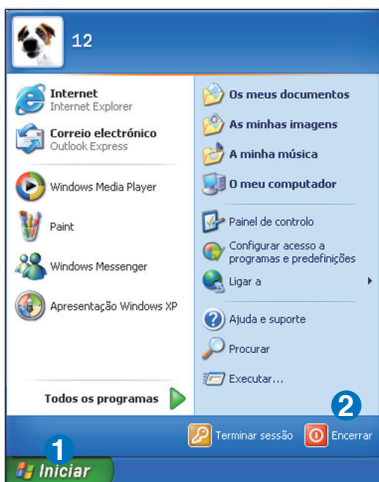 12
Internet
Internet Explorer
Correio electrónico
Outlook Express
Windows Media Player
Paint
Windows Messenger
Apresentação Windows XP
Todos os programas
Os meus documentos
As minhas imagens
A minha música
O meu computador
Painel de controlo
Configurar acesso a
programas e predefinições
Ligar a
Ajuda e suporte
Procurar
Executar...
2
Terminar sessão
Encerrar
1
Iniciar